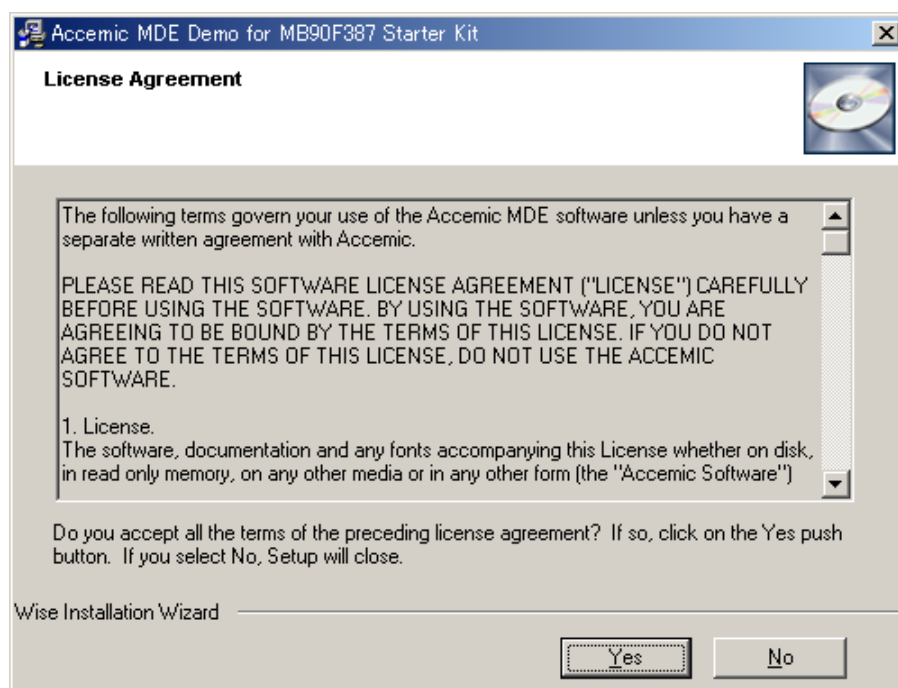 Accemic MDE Demo for MB90F387 Starter Kit
License Agreement
The following terms govern your use of the Accemic MDE software unless you have a
separate written agreement with Accemic.
PLEASE READ THIS SOFTWARE LICENSE AGREEMENT ("LICENSE") CAREFULLY
BEFORE USING THE SOFTWARE. BY USING THE SOFTWARE, YOU ARE
AGREEING TO BE BOUND BY THE TERMS OF THIS LICENSE. IF YOU DO NOT
AGREE TO THE TERMS OF THIS LICENSE, DO NOT USE THE ACCEMIC
SOFTWARE.
1. License.
The software, documentation and any fonts accompanying this License whether on disk,
in read only memory, on any other media or in any other form (the "Accemic Software")
Do you accept all the terms of the preceding license agreement?  If so, click on the Yes push
button.  If you select No, Setup will close.
Wise Installation Wizard
Yes
No